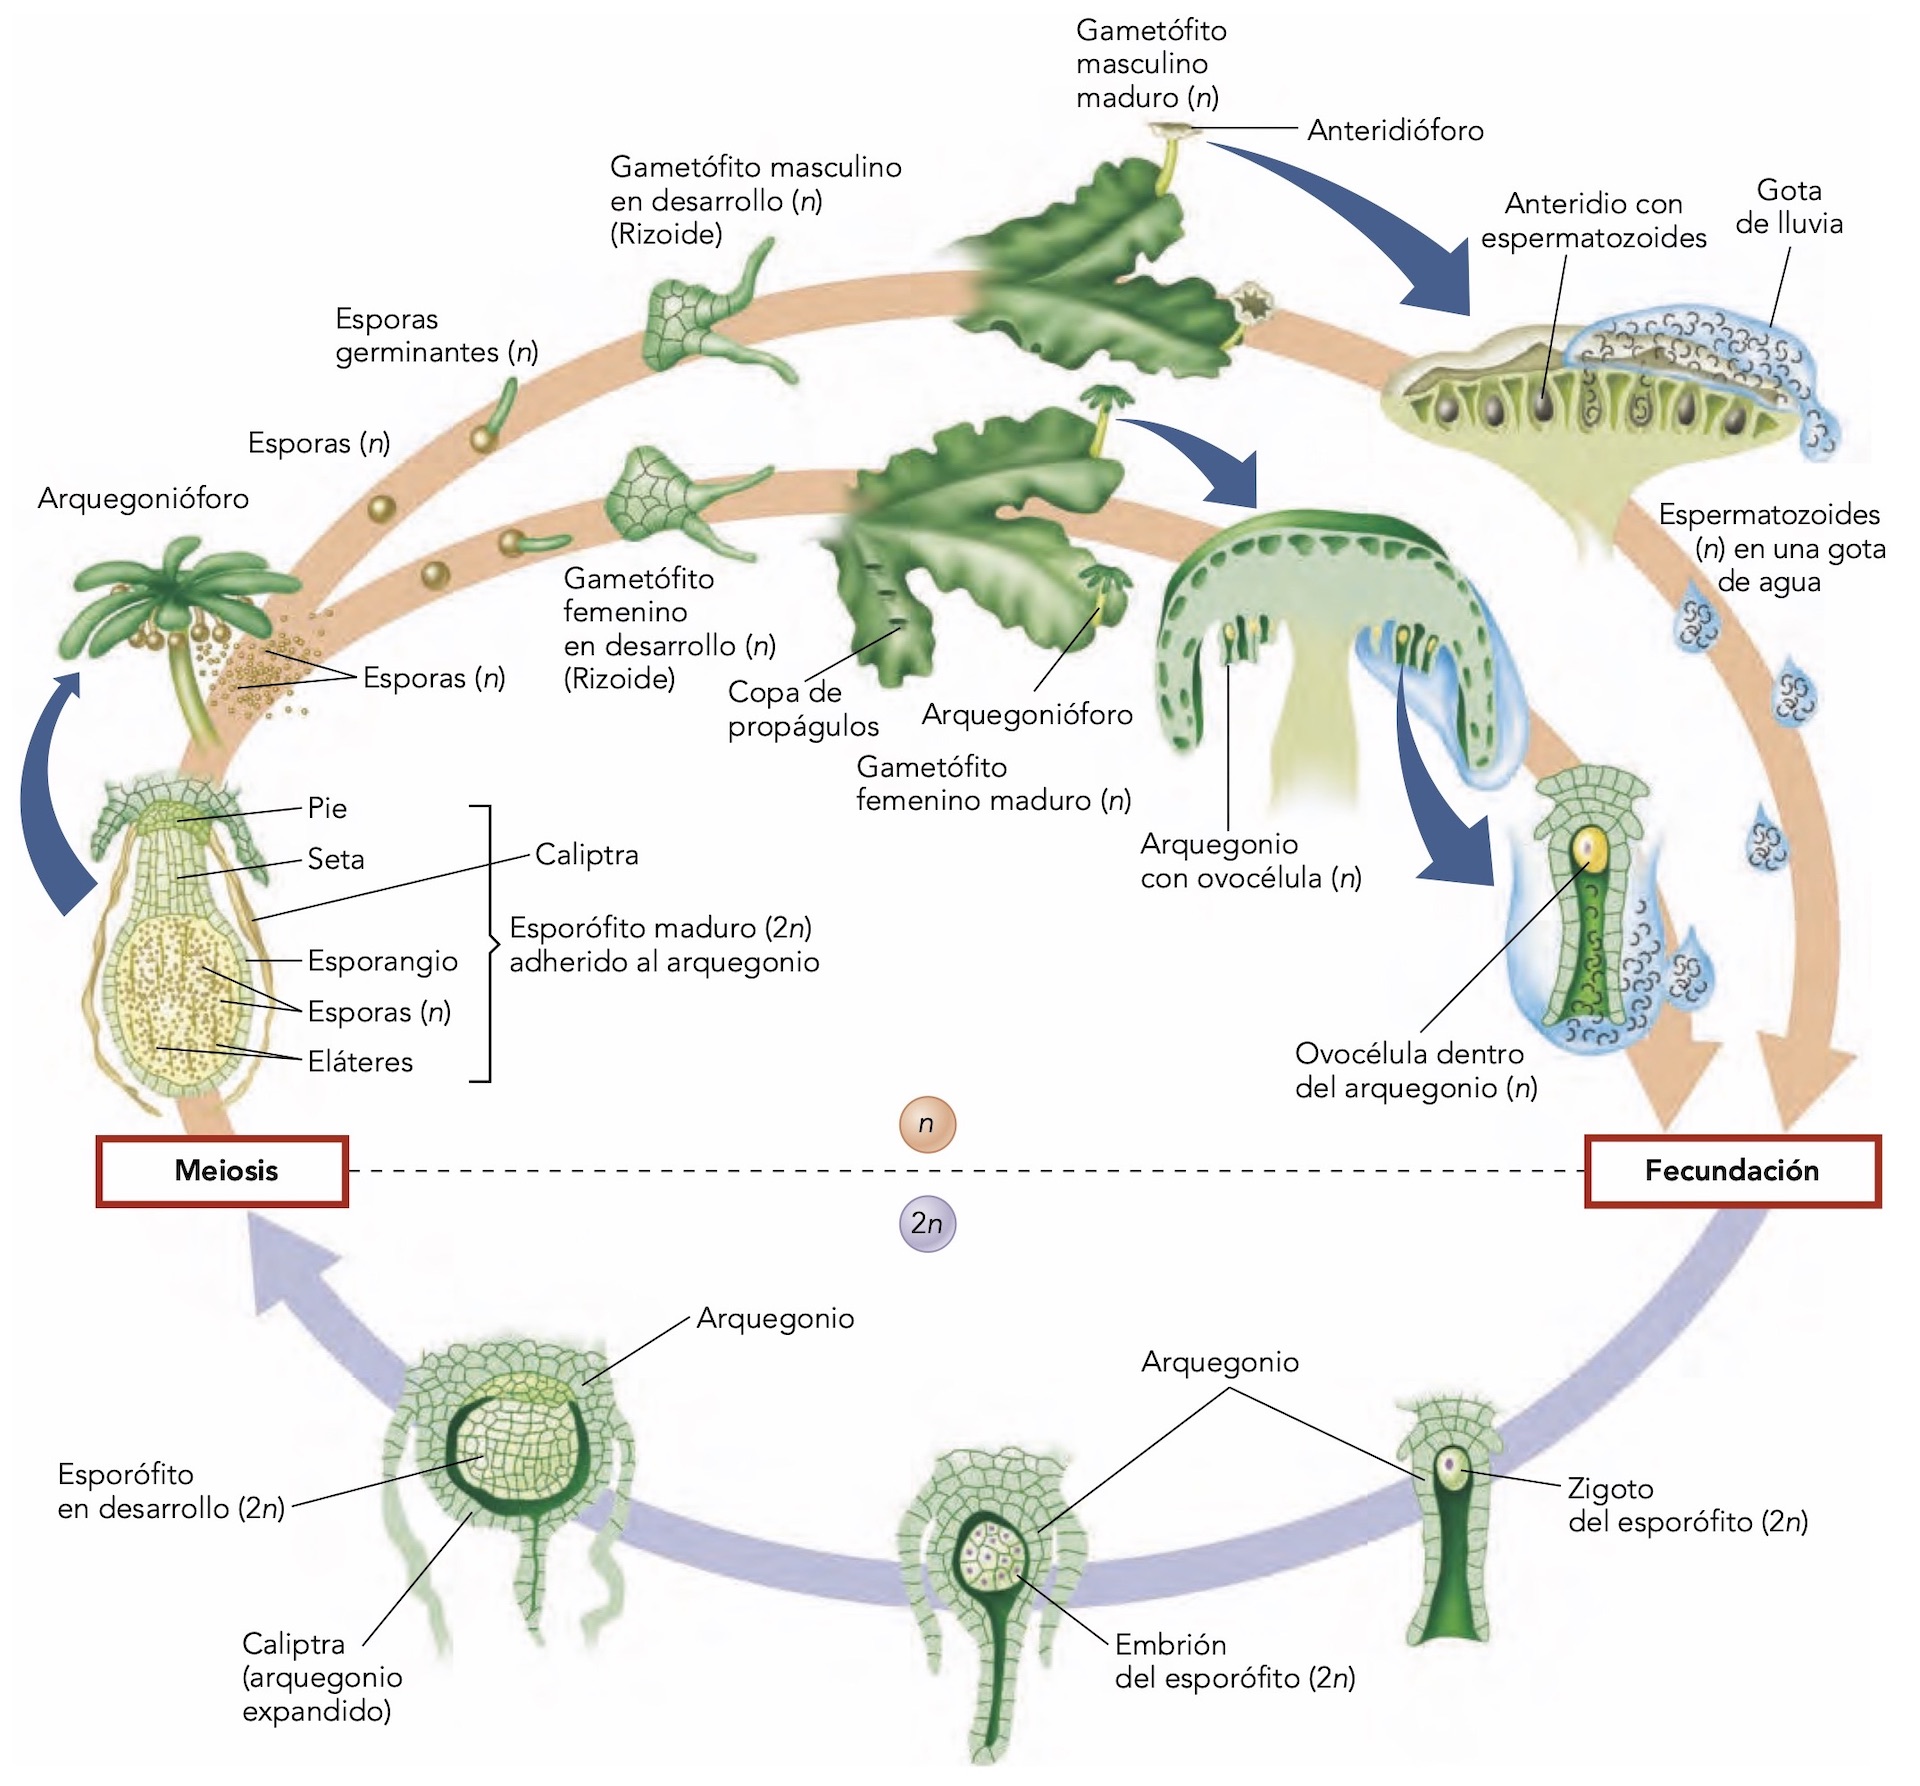 Gametófito
masculino
maduro (n)
Anteridióforo
Gametófito masculino
en desarrollo (n)
(Rizoide)
Anteridio con
espermatozoides
Gota
de lluvia
Esporas
germinantes (n)
Esporas (n)
Arquegonióforo
Espermatozoides
(n) en una gota
de agua
Gametófito
femenino
en desarrollo (n)
(Rizoide)
Esporas (n)
Copa de
propágulos
Arquegonióforo
Gametófito
femenino maduro (n)
Pie
Seta
Caliptra
Arquegonio
con ovocélula (n)
Esporófito maduro (2n)
adherido al arquegonio
Esporangio
Esporas (n)
Eláteres
Ovocélula dentro
del arquegonio (n)
n
Meiosis
Fecundación
2n
Arquegonio
Arquegonio
Esporófito
en desarrollo (2n)
Zigoto
del esporófito (2n)
Caliptra
(arquegonio
expandido)
Embrión
del esporófito (2n)